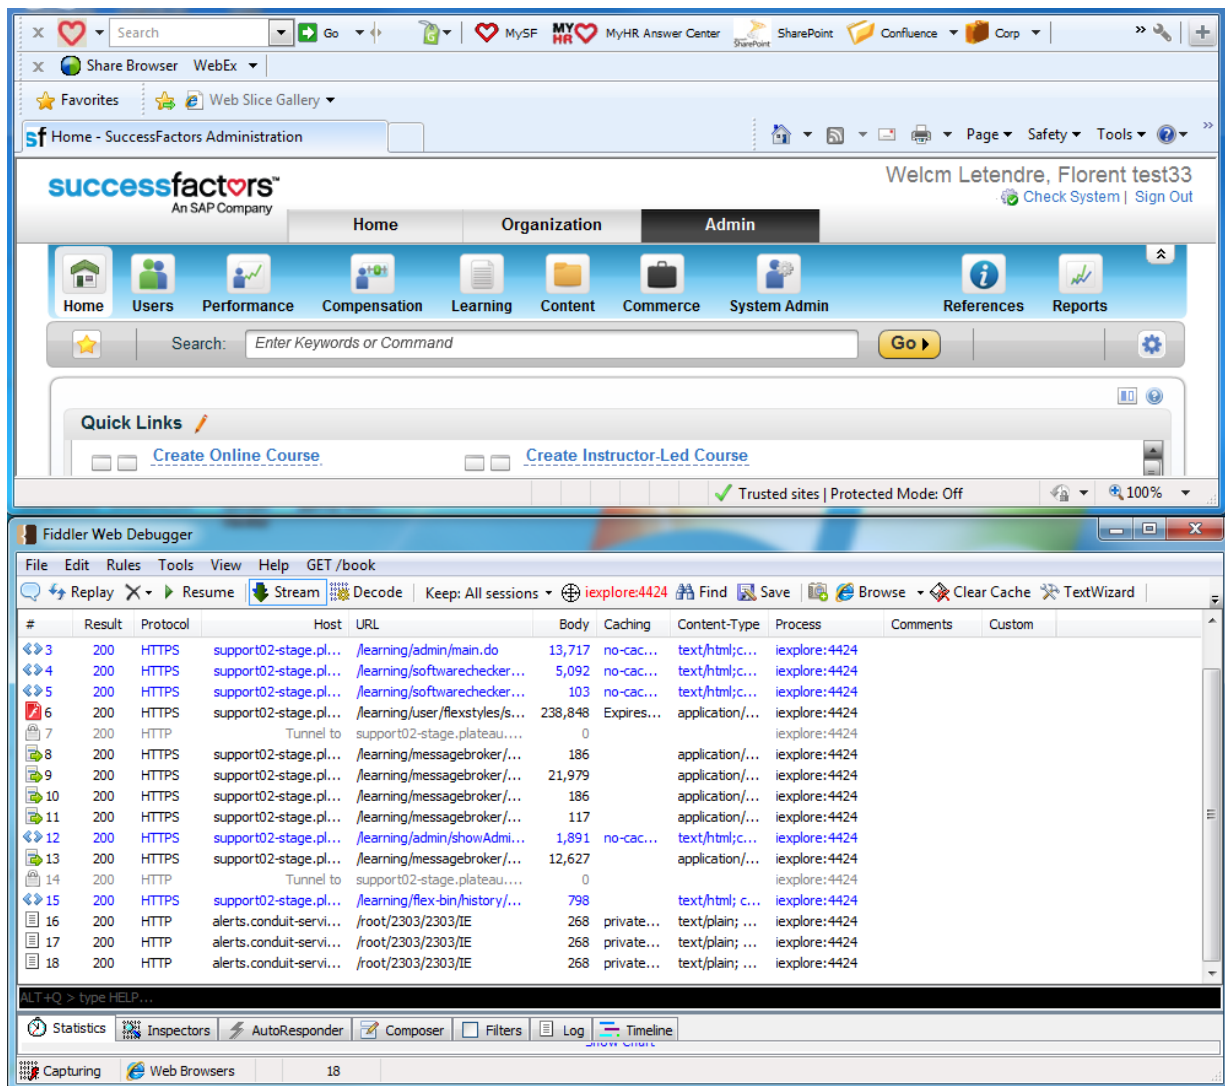 Search Go MySF MY HR MyHR Answer Center SharePoint SharePoint Confluence Corp »
Share Browser WebEx
Favorites Web Slice Gallery
sf Home - SuccessFactors Administration Page Safety Tools »
successfactors™ Welcm Letendre, Florent test33
An SAP Company Check System | Sign Out
Home Organization Admin
Home Users Performance Compensation Learning Content Commerce System Admin References Reports
Search: Enter Keywords or Command Go
Quick Links
Create Online Course Create Instructor-Led Course
Trusted sites | Protected Mode: Off 100%
Fiddler Web Debugger
File Edit Rules Tools View Help GET /book
Replay X Resume Stream Decode Keep: All sessions iexplore:4424 Find Save Browse Clear Cache TextWizard
# Result Protocol Host URL Body Caching Content-Type Process Comments Custom
3 200 HTTPS support02-stage.pl... /learning/admin/main.do 13,717 no-cac... text/html;c... iexplore:4424
4 200 HTTPS support02-stage.pl... /learning/softwarechecker... 5,092 no-cac... text/html;c... iexplore:4424
5 200 HTTPS support02-stage.pl... /learning/softwarechecker... 103 no-cac... text/html;c... iexplore:4424
6 200 HTTPS support02-stage.pl... /learning/user/flexstyles/s... 238,848 Expires... application/... iexplore:4424
7 200 HTTP Tunnel to support02-stage.plateau.... 0 iexplore:4424
8 200 HTTPS support02-stage.pl... /learning/messagebroker/... 186 application/... iexplore:4424
9 200 HTTPS support02-stage.pl... /learning/messagebroker/... 21,979 application/... iexplore:4424
10 200 HTTPS support02-stage.pl... /learning/messagebroker/... 186 application/... iexplore:4424
11 200 HTTPS support02-stage.pl... /learning/messagebroker/... 117 application/... iexplore:4424
12 200 HTTPS support02-stage.pl... /learning/admin/showAdmi... 1,891 no-cac... text/html;c... iexplore:4424
13 200 HTTPS support02-stage.pl... /learning/messagebroker/... 12,627 application/... iexplore:4424
14 200 HTTP Tunnel to support02-stage.plateau.... 0 iexplore:4424
15 200 HTTPS support02-stage.pl... /learning/flex-bin/history/... 798 text/html; c... iexplore:4424
16 200 HTTP alerts.conduit-servi... /root/2303/2303/IE 268 private... text/plain; ... iexplore:4424
17 200 HTTP alerts.conduit-servi... /root/2303/2303/IE 268 private... text/plain; ... iexplore:4424
18 200 HTTP alerts.conduit-servi... /root/2303/2303/IE 268 private... text/plain; ... iexplore:4424
ALT+Q > type HELP...
Statistics Inspectors AutoResponder Composer Filters Log Timeline
Show Chart
Capturing Web Browsers 18